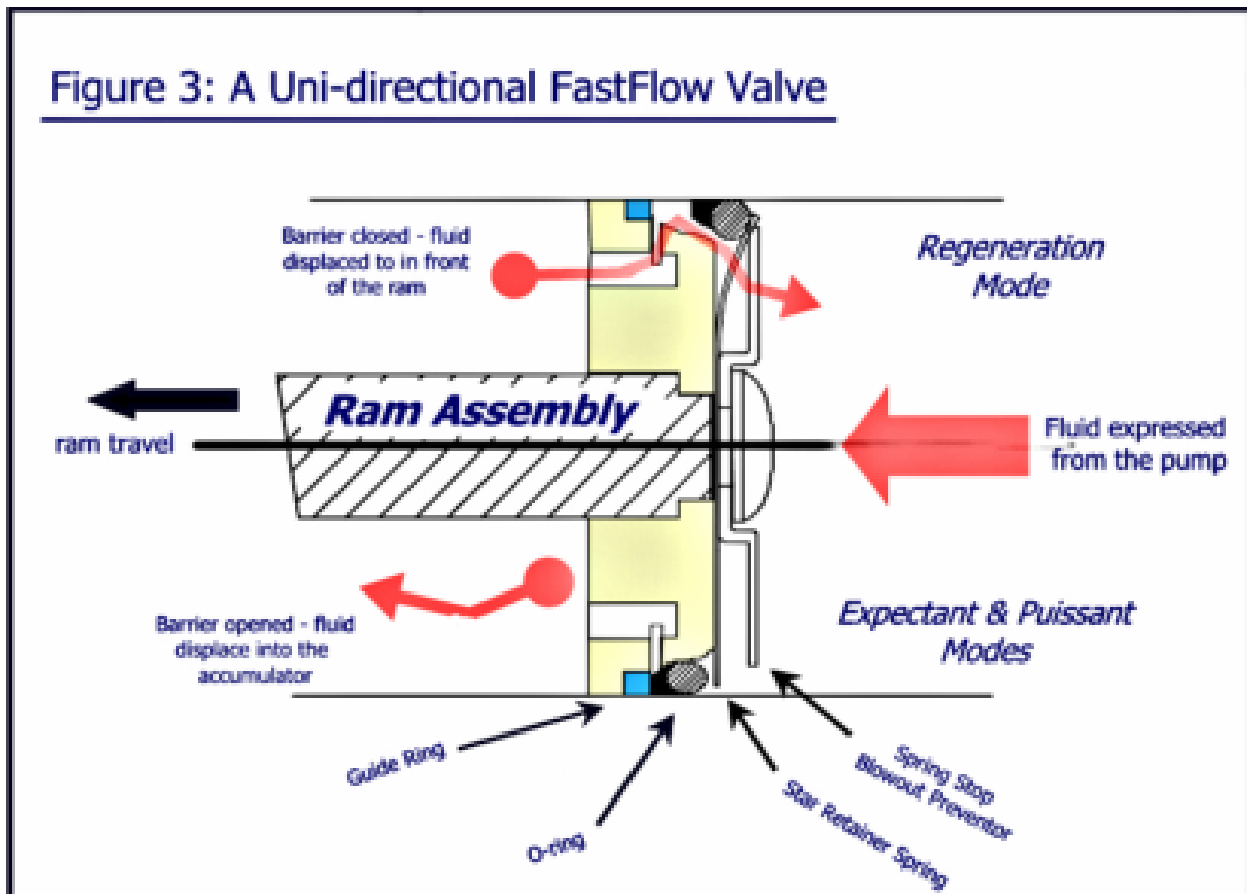 Figure 3: A Uni-directional FastFlow Valve
Barrier closed - fluid
displaced to in front
of the ram
Regeneration
Mode
Ram Assembly
ram travel
Fluid expressed
from the pump
Barrier opened - fluid
displace into the
accumulator
Expectant & Puissant
Modes
Guide Ring
O-ring
Star Retainer Spring
Spring Stop
Blowout Preventor